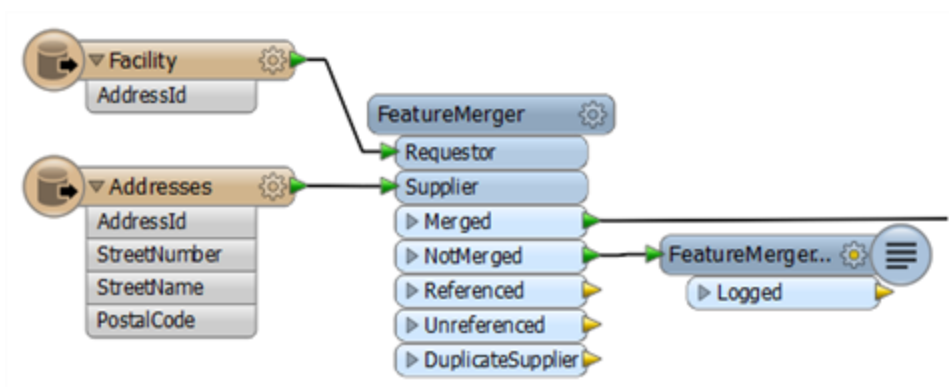 Facility
AddressId
FeatureMerger
Requestor
Addresses
Supplier
AddressId
Merged
StreetNumber
NotMerged
FeatureMerger...
StreetName
Referenced
Logged
PostalCode
Unreferenced
DuplicateSupplier